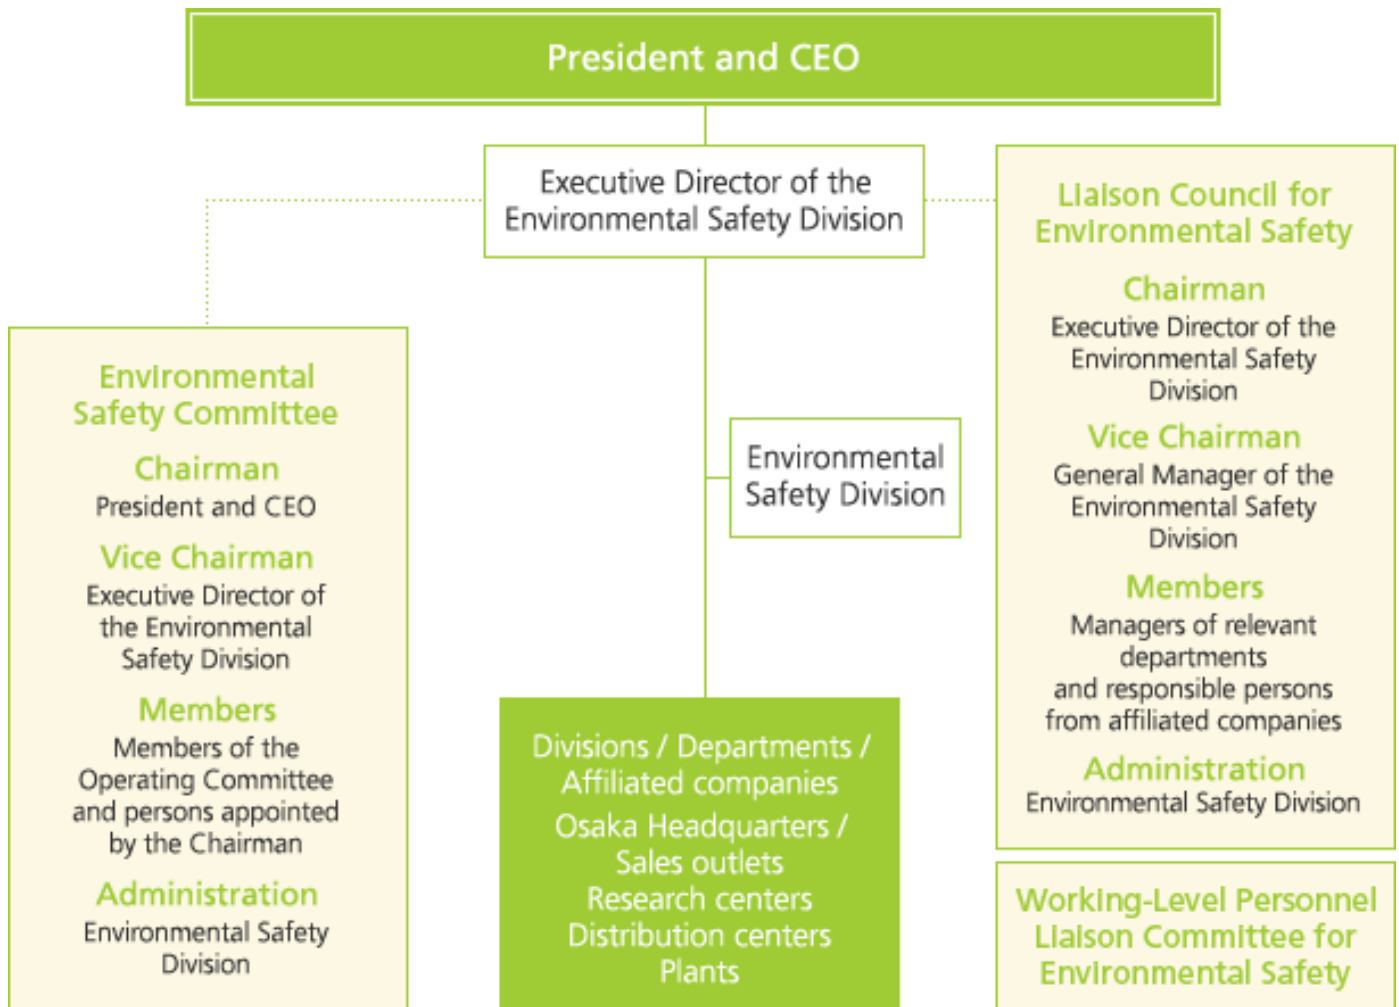 President and CEO
Executive Director of the
Environmental Safety Division
Environmental
Safety Committee
Chairman
President and CEO
Vice Chairman
Executive Director of
the Environmental
Safety Division
Members
Members of the
Operating Committee
and persons appointed
by the Chairman
Administration
Environmental Safety
Division
Environmental
Safety Division
Divisions / Departments /
Affiliated companies
Osaka Headquarters /
Sales outlets
Research centers
Distribution centers
Plants
Liaison Council for
Environmental Safety
Chairman
Executive Director of the
Environmental Safety
Division
Vice Chairman
General Manager of the
Environmental Safety
Division
Members
Managers of relevant
departments
and responsible persons
from affiliated companies
Administration
Environmental Safety Division
Working-Level Personnel
Liaison Committee for
Environmental Safety